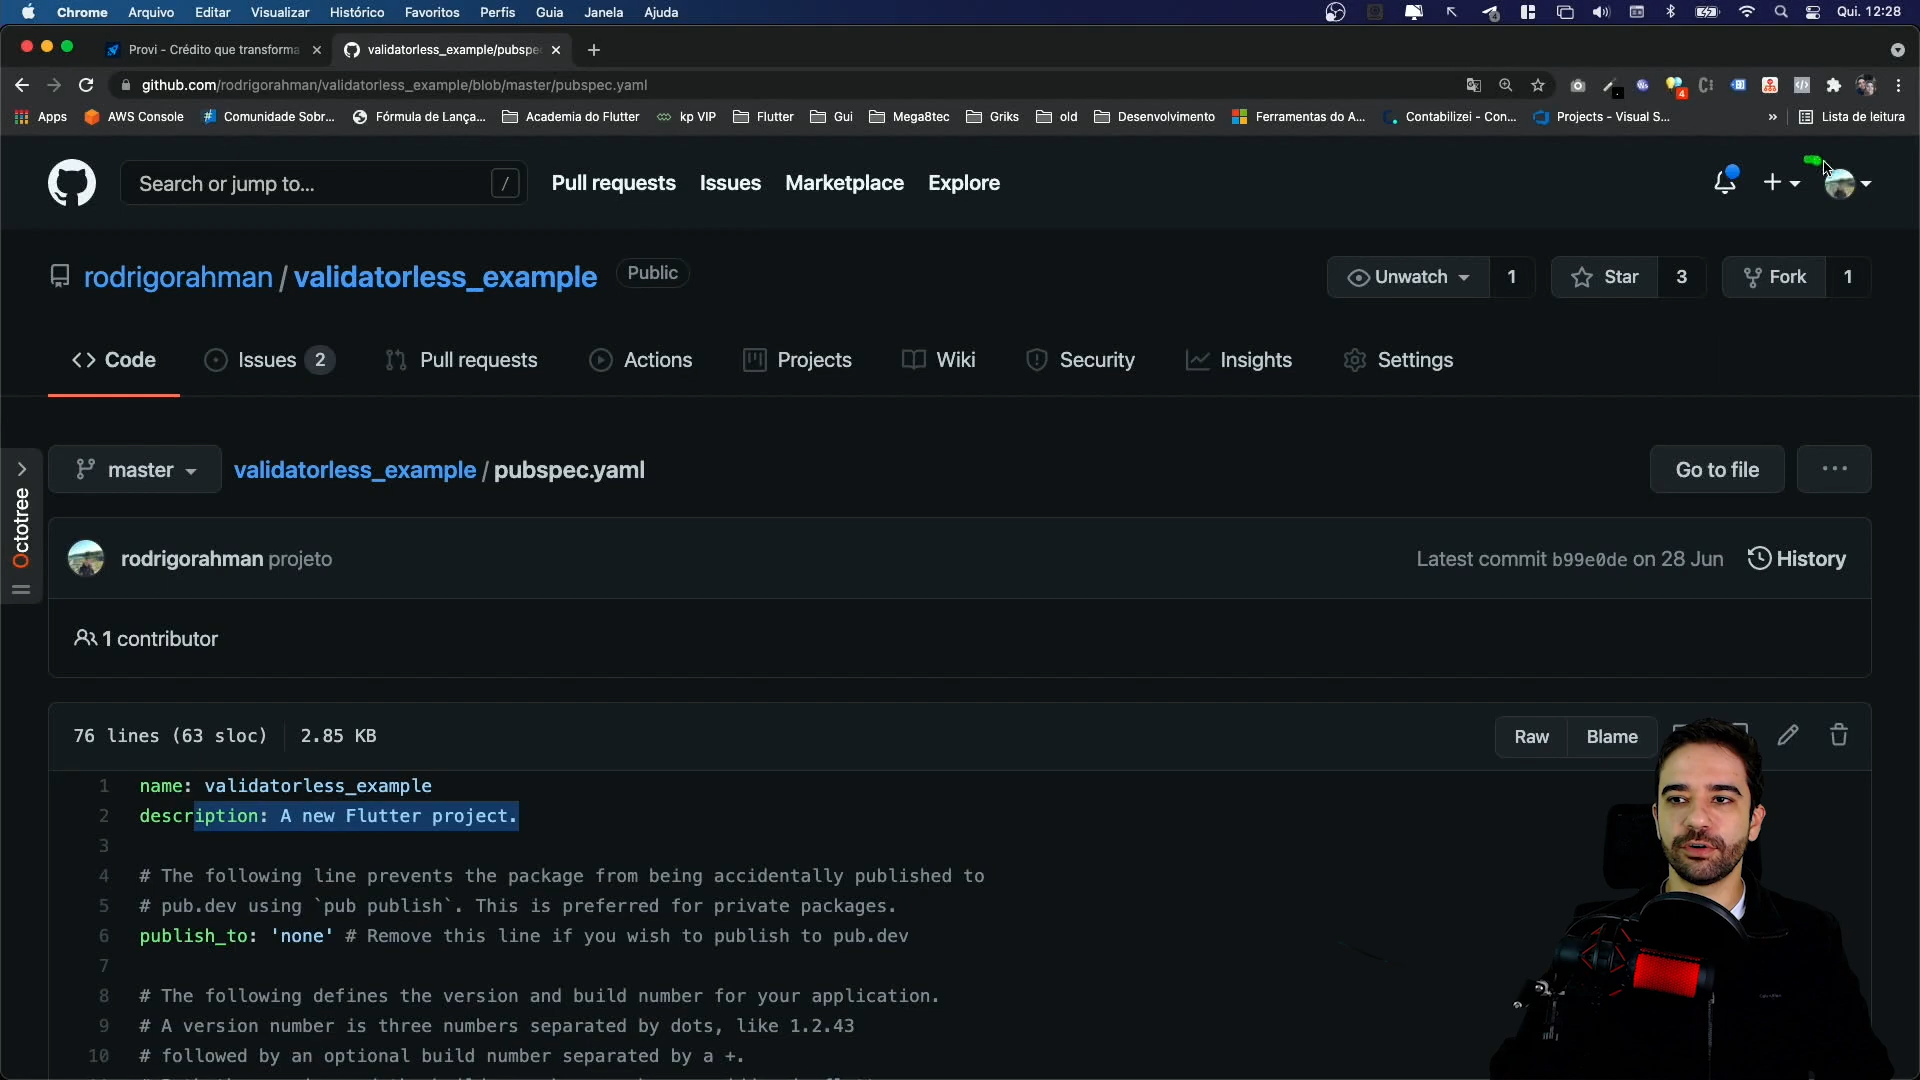 Chrome Arquivo Editar Visualizar Histórico Favoritos Perfis Guia Janela Ajuda Qui. 12:28
Provi - Crédito que transforma validatorless_example/pubspe
github.com/rodrigorahman/validatorless_example/blob/master/pubspec.yaml
Apps AWS Console Comunidade Sobr... Fórmula de Lança... Academia do Flutter kp VIP Flutter Gui Mega8tec Griks old Desenvolvimento Ferramentas do A... Contabilizei - Con... Projects - Visual S... » Lista de leitura
Search or jump to... / Pull requests Issues Marketplace Explore
rodrigorahman / validatorless_example Public Unwatch 1 Star 3 Fork 1
Code Issues 2 Pull requests Actions Projects Wiki Security Insights Settings
Octotree
master validatorless_example / pubspec.yaml Go to file ...
rodrigorahman projeto Latest commit b99e0de on 28 Jun History
1 contributor
76 lines (63 sloc) 2.85 KB Raw Blame
1 name: validatorless_example
2 description: A new Flutter project.
3
4 # The following line prevents the package from being accidentally published to
5 # pub.dev using `pub publish`. This is preferred for private packages.
6 publish_to: 'none' # Remove this line if you wish to publish to pub.dev
7
8 # The following defines the version and build number for your application.
9 # A version number is three numbers separated by dots, like 1.2.43
10 # followed by an optional build number separated by a +.